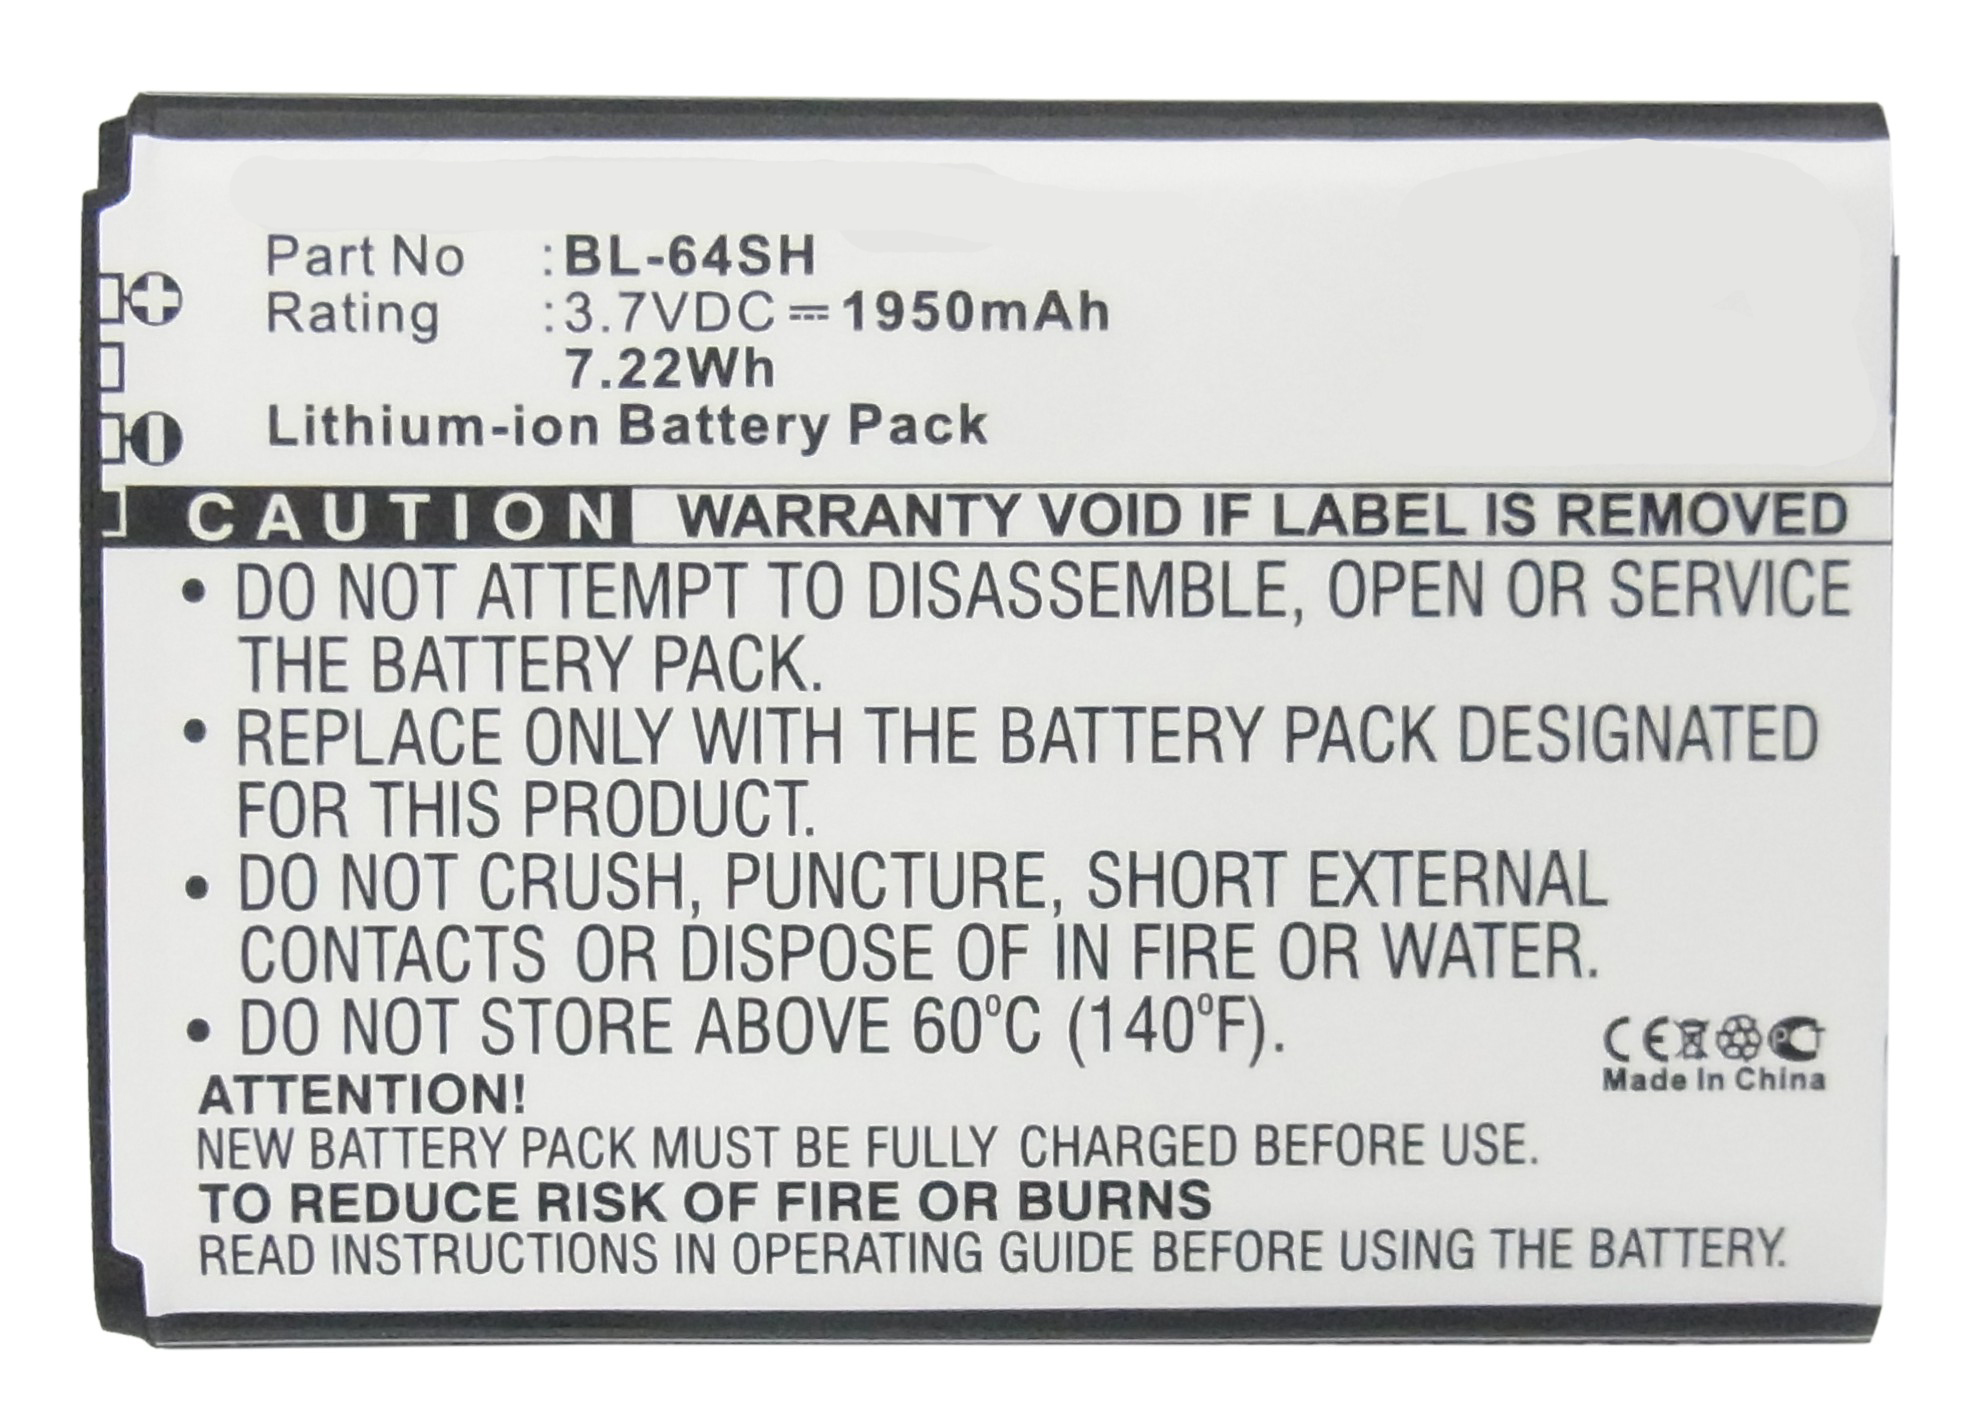 Part No :BL-64SH
Rating :3.7VDC⎓1950mAh
7.22Wh
Lithium-ion Battery Pack
CAUTION WARRANTY VOID IF LABEL IS REMOVED
• DO NOT ATTEMPT TO DISASSEMBLE, OPEN OR SERVICE
THE BATTERY PACK.
• REPLACE ONLY WITH THE BATTERY PACK DESIGNATED
FOR THIS PRODUCT.
• DO NOT CRUSH, PUNCTURE, SHORT EXTERNAL
CONTACTS OR DISPOSE OF IN FIRE OR WATER.
• DO NOT STORE ABOVE 60°C (140°F).
CE
Made In China
ATTENTION!
NEW BATTERY PACK MUST BE FULLY CHARGED BEFORE USE.
TO REDUCE RISK OF FIRE OR BURNS
READ INSTRUCTIONS IN OPERATING GUIDE BEFORE USING THE BATTERY.